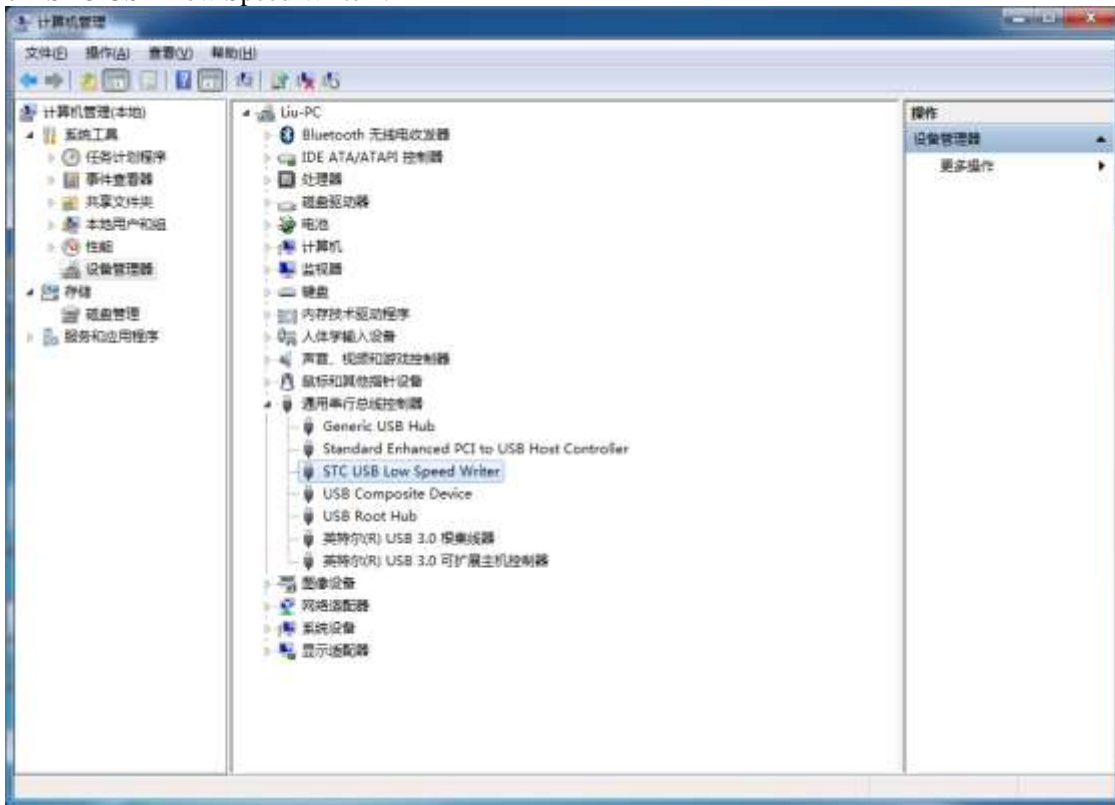 计算机管理
文件(F) 操作(A) 查看(V) 帮助(H)
计算机管理(本地)
系统工具
任务计划程序
事件查看器
共享文件夹
本地用户和组
性能
设备管理器
存储
磁盘管理
服务和应用程序
Liu-PC
Bluetooth 无线电收发器
IDE ATA/ATAPI 控制器
处理器
磁盘驱动器
电池
计算机
监视器
键盘
内存技术驱动程序
人体学输入设备
声音、视频和游戏控制器
鼠标和其他指针设备
通用串行总线控制器
Generic USB Hub
Standard Enhanced PCI to USB Host Controller
STC USB Low Speed Writer
USB Composite Device
USB Root Hub
英特尔(R) USB 3.0 根集线器
英特尔(R) USB 3.0 可扩展主机控制器
图像设备
网络适配器
系统设备
显示适配器
操作
设备管理器
更多操作